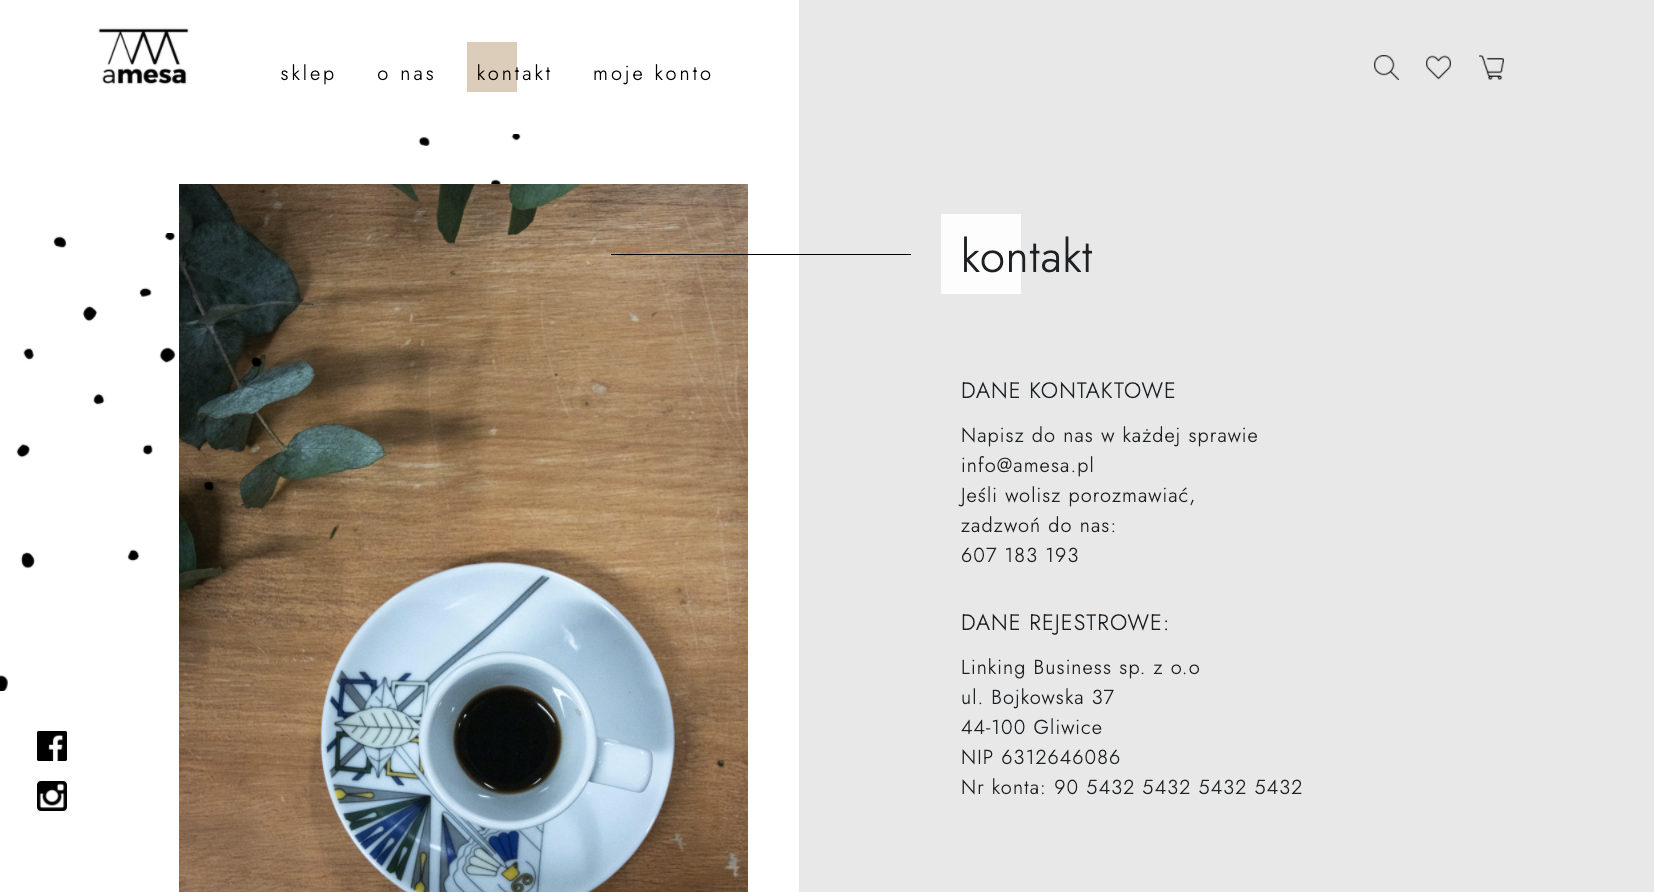 amesa
sklep o nas kontakt moje konto
kontakt
DANE KONTAKTOWE
Napisz do nas w każdej sprawie
info@amesa.pl
Jeśli wolisz porozmawiać,
zadzwoń do nas:
607 183 193
DANE REJESTROWE:
Linking Business sp. z o.o
ul. Bojkowska 37
44-100 Gliwice
NIP 6312646086
Nr konta: 90 5432 5432 5432 5432